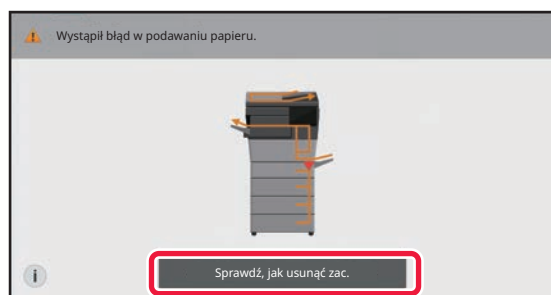 Wystąpił błąd w podawaniu papieru.
i
Sprawdź, jak usunąć zac.